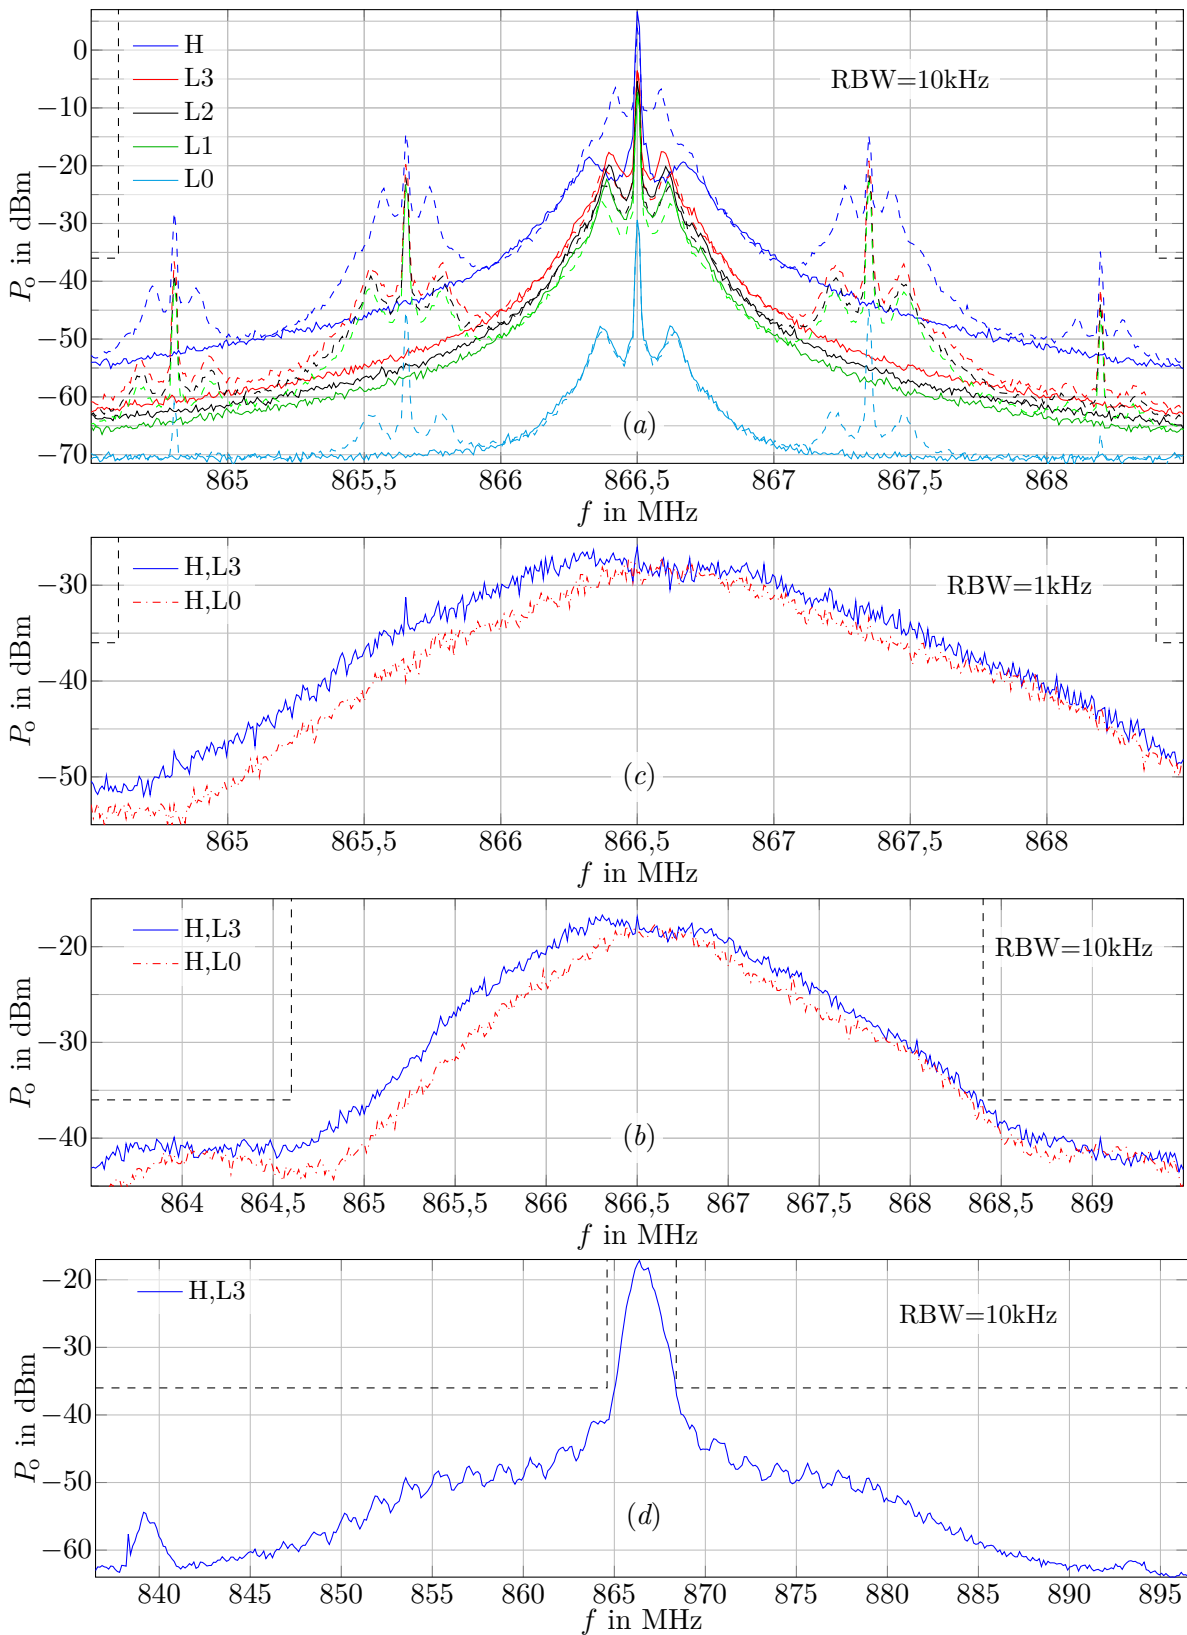 H
L3
L2
L1
L0
RBW=10kHz
(a)
0
−10
−20
−30
−40
−50
−60
−70
P_o in dBm
865 865,5 866 866,5 867 867,5 868
f in MHz
H,L3
H,L0
RBW=1kHz
(c)
−30
−40
−50
P_o in dBm
865 865,5 866 866,5 867 867,5 868
f in MHz
H,L3
H,L0
RBW=10kHz
(b)
−20
−30
−40
P_o in dBm
864 864,5 865 865,5 866 866,5 867 867,5 868 868,5 869
f in MHz
H,L3
RBW=10kHz
(d)
−20
−30
−40
−50
−60
P_o in dBm
840 845 850 855 860 865 870 875 880 885 890 895
f in MHz